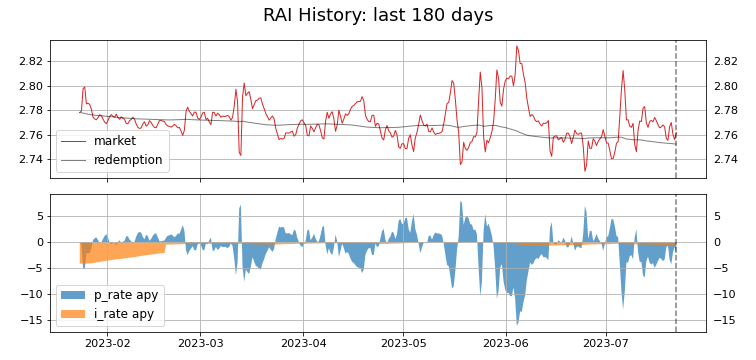 RAI History: last 180 days
2.82 2.82
2.80 2.80
2.78 2.78
2.76 2.76
2.74 2.74
market
redemption
5 5
0 0
−5 −5
−10 −10
−15 −15
p_rate apy
i_rate apy
2023-02 2023-03 2023-04 2023-05 2023-06 2023-07